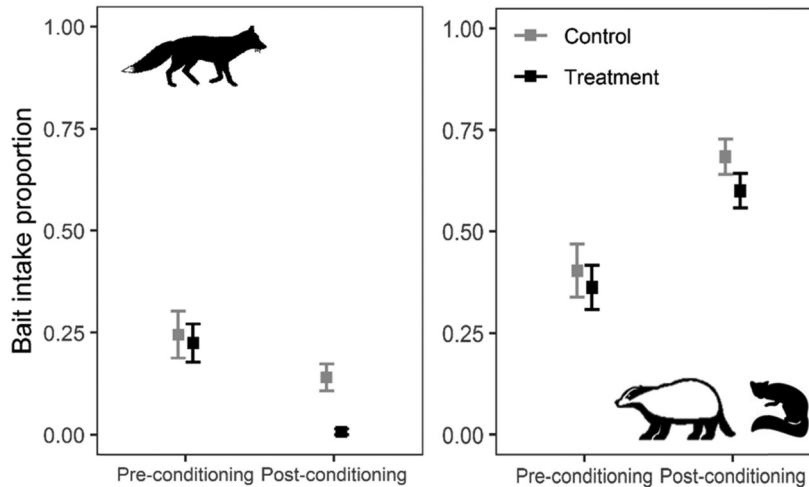 Bait intake proportion
1.00
0.75
0.50
0.25
0.00
Pre-conditioning Post-conditioning
1.00
0.75
0.50
0.25
0.00
Control
Treatment
Pre-conditioning Post-conditioning